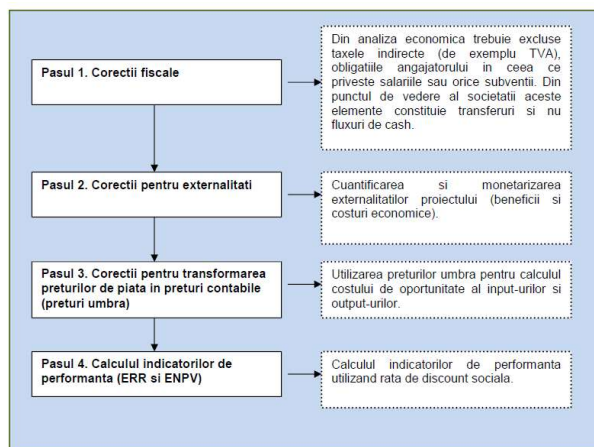 Pasul 1. Corectii fiscale
Din analiza economica trebuie excluse
taxele indirecte (de exemplu TVA),
obligatiile angajatorului in ceea ce
priveste salariile sau orice subventii. Din
punctul de vedere al societatii aceste
elemente constituie transferuri si nu
fluxuri de cash.
Pasul 2. Corectii pentru externalitati
Cuantificarea si monetarizarea
externalitatilor proiectului (beneficii si
costuri economice).
Pasul 3. Corectii pentru transformarea
preturilor de piata in preturi contabile
(preturi umbra)
Utilizarea preturilor umbra pentru calculul
costului de oportunitate al input-urilor si
output-urilor.
Pasul 4. Calculul indicatorilor de
performanta (ERR si ENPV)
Calculul indicatorilor de performanta
utilizand rata de discount sociala.